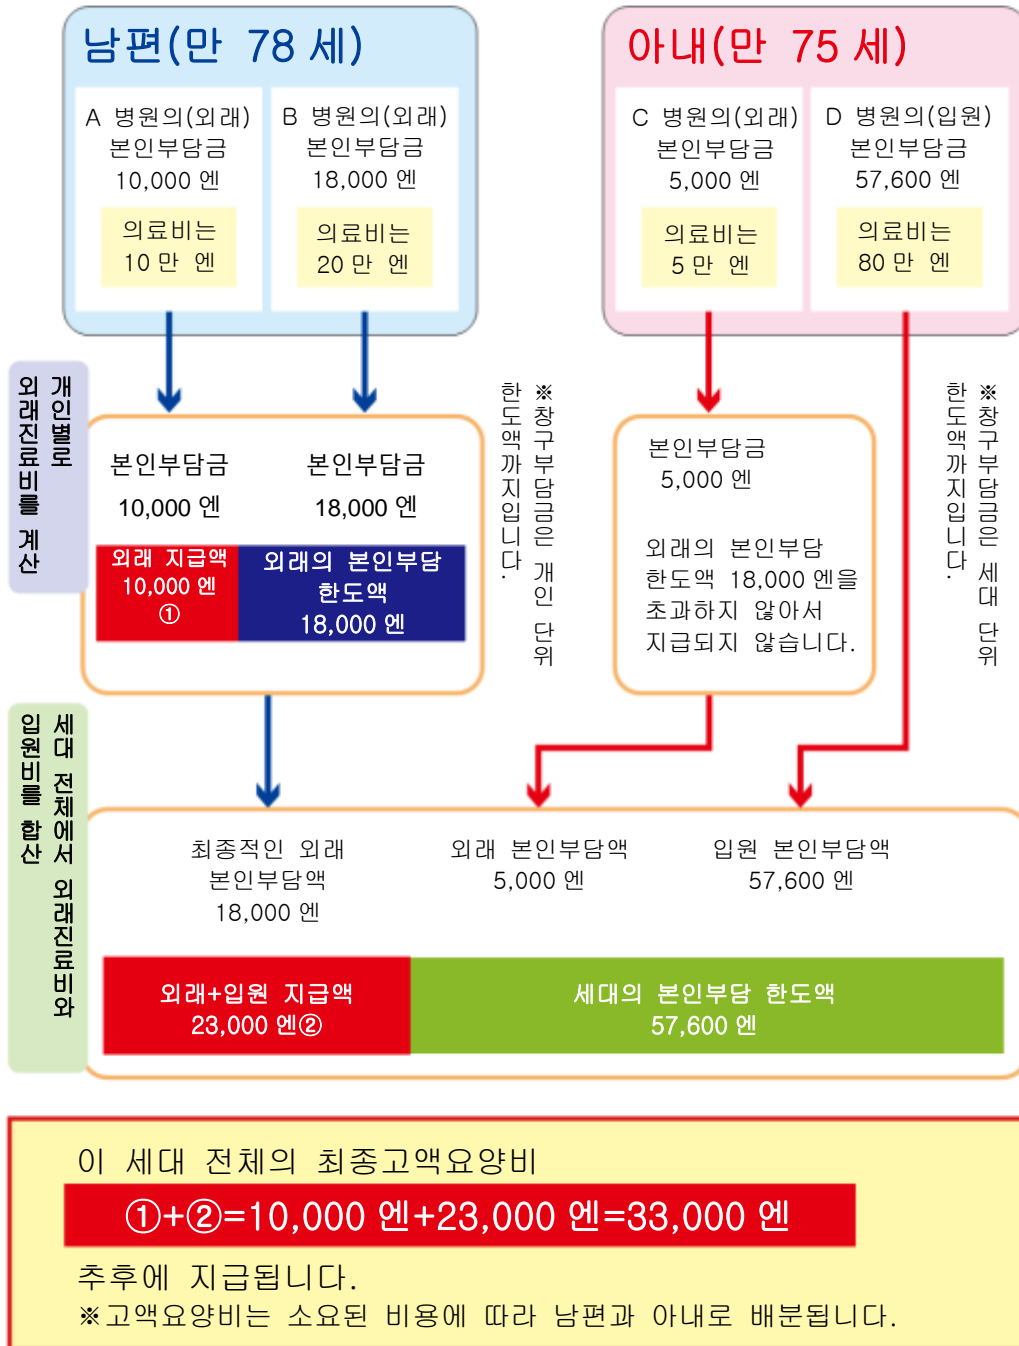 남편(만 78 세)
A 병원의(외래)
본인부담금
10,000 엔
의료비는
10 만 엔
B 병원의(외래)
본인부담금
18,000 엔
의료비는
20 만 엔
아내(만 75 세)
C 병원의(외래)
본인부담금
5,000 엔
의료비는
5 만 엔
D 병원의(입원)
본인부담금
57,600 엔
의료비는
80 만 엔
개인별로
외래진료비를 계산
본인부담금
10,000 엔
본인부담금
18,000 엔
외래 지급액
10,000 엔
①
외래의 본인부담
한도액
18,000 엔
※창구부담금은 개인 단위
한도액까지입니다.
본인부담금
5,000 엔
외래의 본인부담
한도액 18,000 엔을
초과하지 않아서
지급되지 않습니다.
※창구부담금은 세대 단위
한도액까지입니다.
세대 전체에서 외래진료비와
입원비를 합산
최종적인 외래
본인부담액
18,000 엔
외래 본인부담액
5,000 엔
입원 본인부담액
57,600 엔
외래+입원 지급액
23,000 엔②
세대의 본인부담 한도액
57,600 엔
이 세대 전체의 최종고액요양비
①+②=10,000 엔+23,000 엔=33,000 엔
추후에 지급됩니다.
※고액요양비는 소요된 비용에 따라 남편과 아내로 배분됩니다.